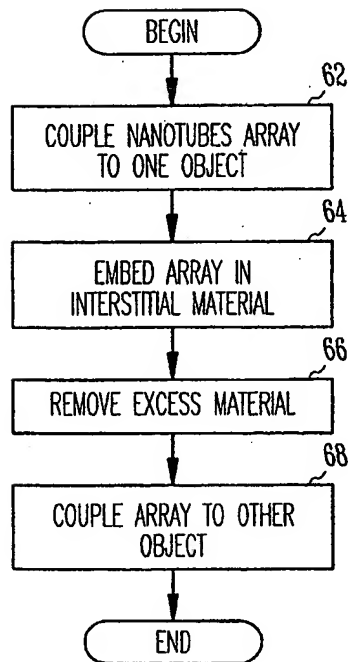 BEGIN
62
COUPLE NANOTUBES ARRAY
TO ONE OBJECT
64
EMBED ARRAY IN
INTERSTITIAL MATERIAL
66
REMOVE EXCESS MATERIAL
68
COUPLE ARRAY TO OTHER
OBJECT
END